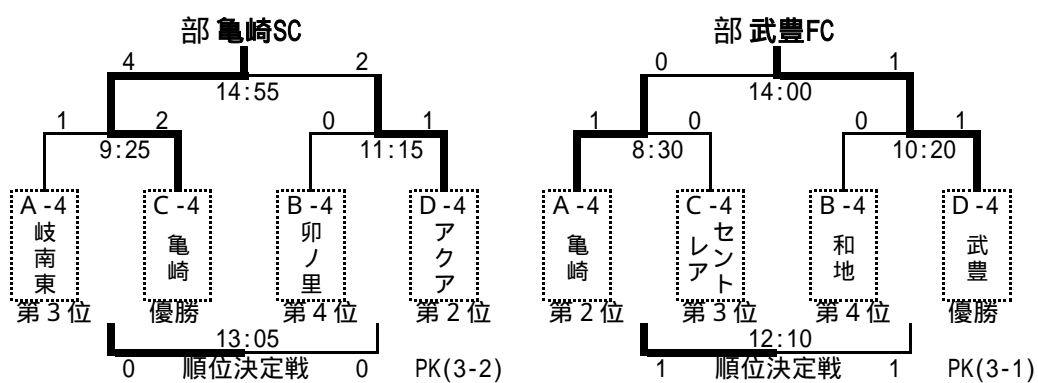 部 亀崎SC
4 2
14:55
1 2 0 1
9:25 11:15
A-4 C-4 B-4 D-4
岐南東 亀崎 卯ノ里 アクア
第3位 優勝 第4位 第2位
13:05
0 順位決定戦 0 PK(3-2)
部 武豊FC
0 1
14:00
1 0 0 1
8:30 10:20
A-4 C-4 B-4 D-4
亀崎 セントレア 和地 武豊
第2位 第3位 第4位 優勝
12:10
1 順位決定戦 1 PK(3-1)